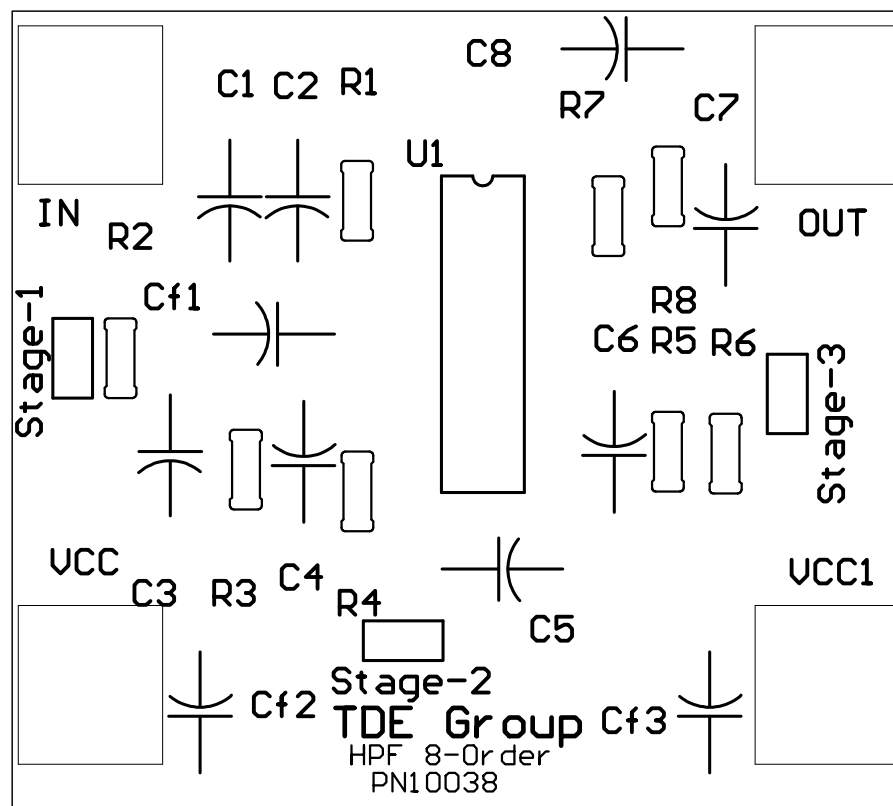 C8
C1
C2
R1
R7
C7
U1
IN
OUT
R2
Cf1
R8
C6
R5
R6
Stage-1
Stage-3
VCC
C3
R3
C4
R4
C5
VCC1
Stage-2
Cf2
TDE Group
Cf3
HPF 8-Order
PN10038